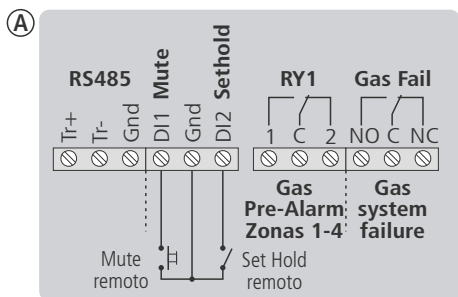 A
RS485 Mute Sethold RY1 Gas Fail
Tr+ Tr- Gnd DI1 Gnd DI2 1 C 2 NO C NC
Gas Gas
Pre-Alarm system
Zonas 1-4 failure
Mute Set Hold
remoto remoto